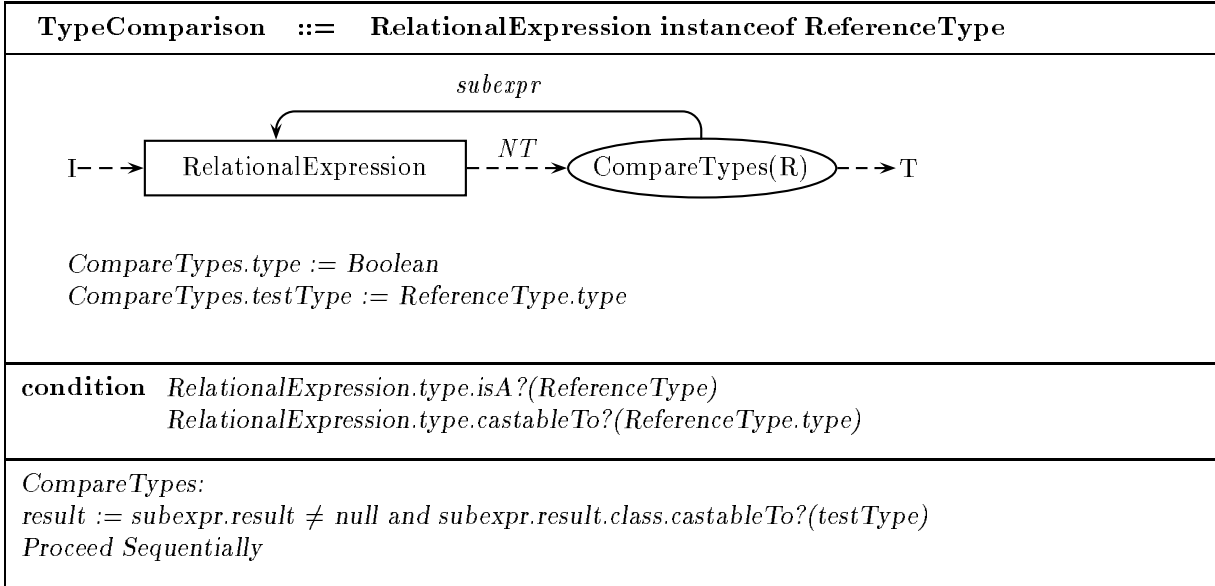 TypeComparison ::= RelationalExpression instanceof ReferenceType
subexpr
I RelationalExpression NT CompareTypes(R) T
CompareTypes.type := Boolean
CompareTypes.testType := ReferenceType.type
condition RelationalExpression.type.isA?(ReferenceType)
RelationalExpression.type.castableTo?(ReferenceType.type)
CompareTypes:
result := subexpr.result ≠ null and subexpr.result.class.castableTo?(testType)
Proceed Sequentially